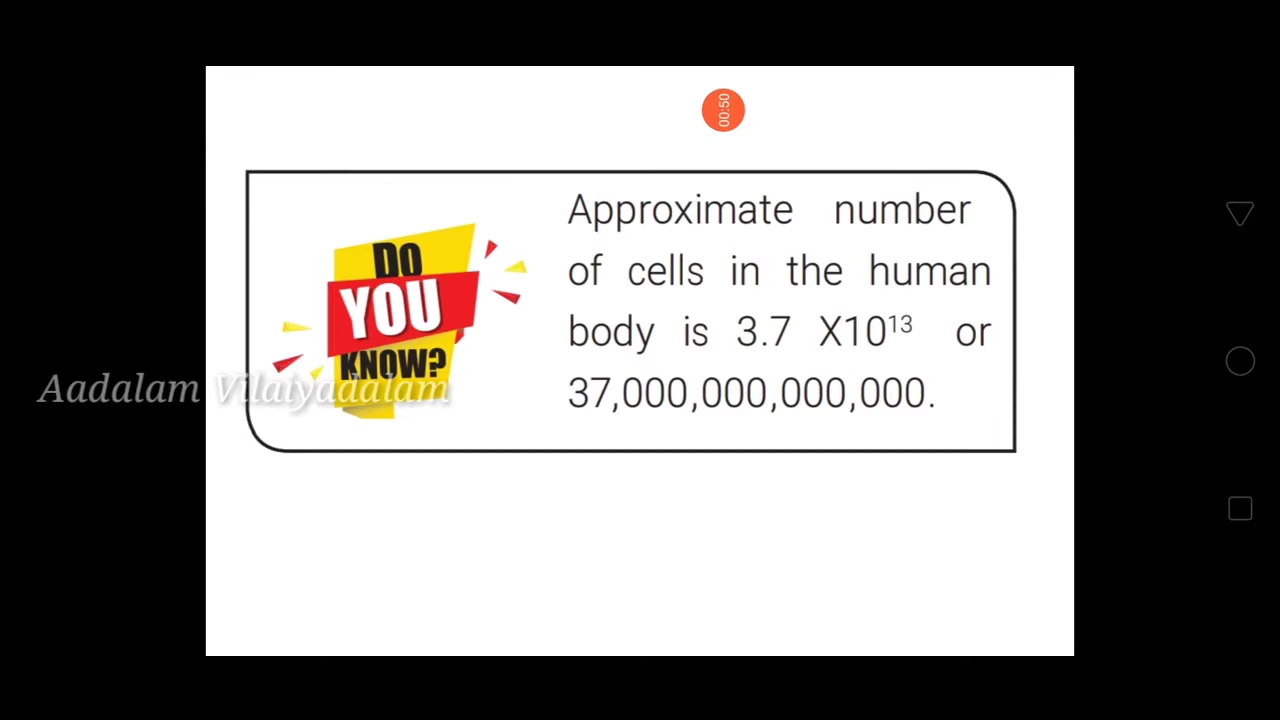 00:50
DO
YOU
KNOW?
Aadalam Vilaiyadalam
Approximate number
of cells in the human
body is 3.7 X10¹³ or
37,000,000,000,000.